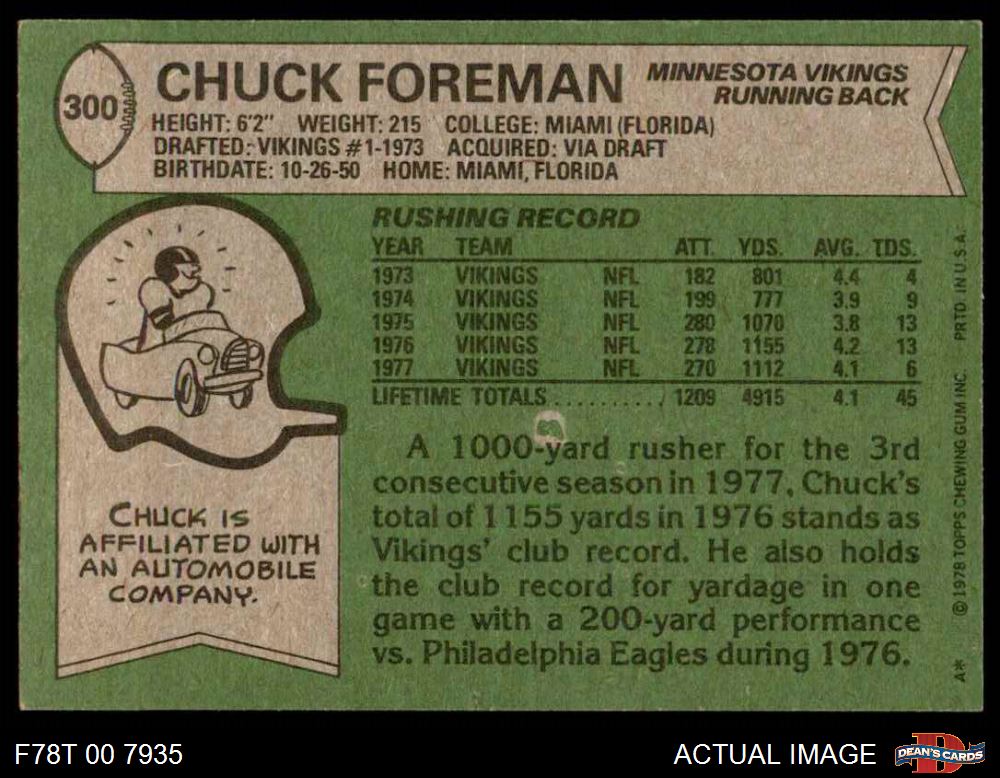 300
CHUCK FOREMAN
MINNESOTA VIKINGS
RUNNING BACK
HEIGHT: 6'2" WEIGHT: 215 COLLEGE: MIAMI (FLORIDA)
DRAFTED: VIKINGS #1-1973 ACQUIRED: VIA DRAFT
BIRTHDATE: 10-26-50 HOME: MIAMI, FLORIDA
RUSHING RECORD
YEAR TEAM ATT. YDS. AVG. TDS.
1973 VIKINGS NFL 182 801 4.4 4
1974 VIKINGS NFL 199 777 3.9 9
1975 VIKINGS NFL 280 1070 3.8 13
1976 VIKINGS NFL 278 1155 4.2 13
1977 VIKINGS NFL 270 1112 4.1 6
LIFETIME TOTALS .......... 1209 4915 4.1 45
A 1000-yard rusher for the 3rd
consecutive season in 1977, Chuck's
total of 1155 yards in 1976 stands as
Vikings' club record. He also holds
the club record for yardage in one
game with a 200-yard performance
vs. Philadelphia Eagles during 1976.
CHUCK IS
AFFILIATED WITH
AN AUTOMOBILE
COMPANY.
A* © 1978 TOPPS CHEWING GUM INC. PRTD. IN U.S.A.
F78T 00 7935
ACTUAL IMAGE
D
DEAN'S CARDS